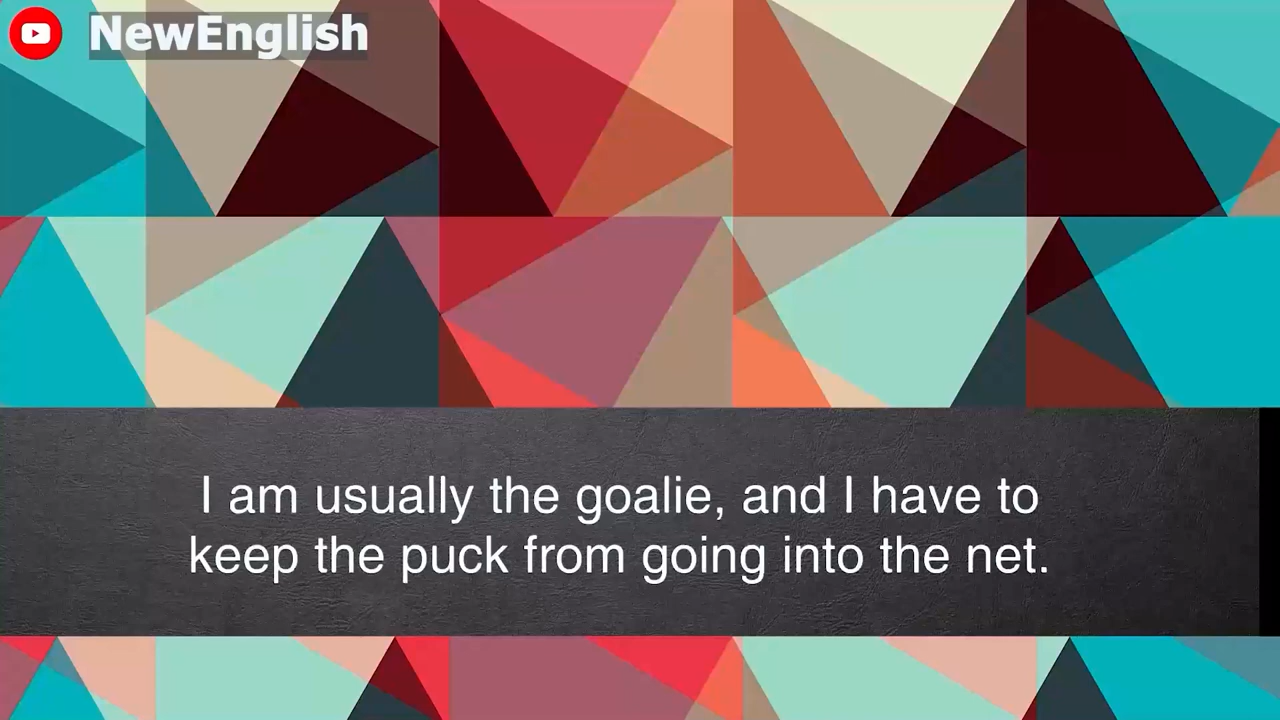 NewEnglish
I am usually the goalie, and I have to
keep the puck from going into the net.